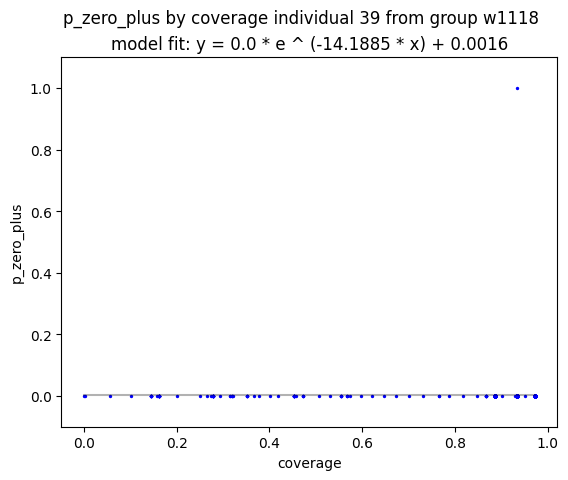 p_zero_plus by coverage individual 39 from group w1118
model fit: y = 0.0 * e ^ (-14.1885 * x) + 0.0016
1.0
0.8
0.6
0.4
0.2
0.0
p_zero_plus
0.0 0.2 0.4 0.6 0.8 1.0
coverage